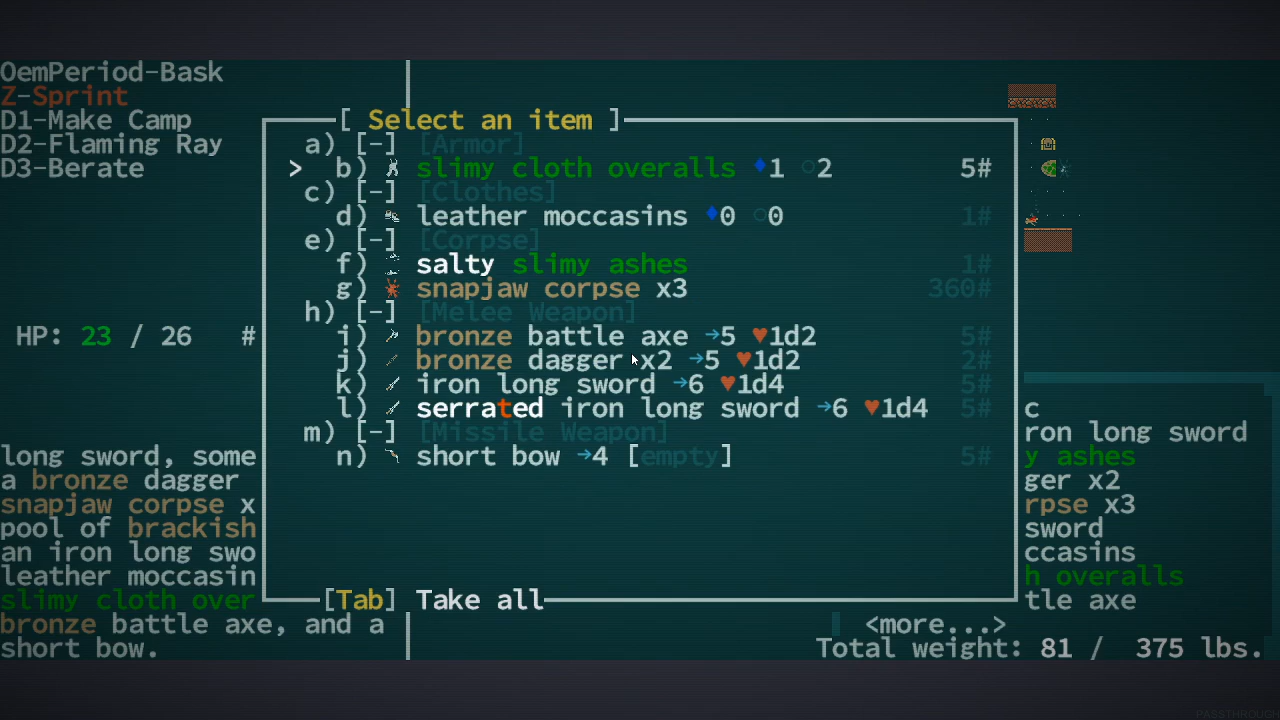 OemPeriod-Bask
Z-Sprint
D1-Make Camp
D2-Flaming Ray
D3-Berate
HP: 23 / 26 #
long sword, some
a bronze dagger
snapjaw corpse x
pool of brackish
an iron long swo
leather moccasin
slimy cloth over
bronze battle axe, and a
short bow.
[ Select an item ]
a) [-] [Armor]
> b) slimy cloth overalls ♦1 ○2 5#
c) [-] [Clothes]
d) leather moccasins ♦0 ○0 1#
e) [-] [Corpse]
f) salty slimy ashes 1#
g) snapjaw corpse x3 360#
h) [-] [Melee Weapon]
i) bronze battle axe →5 ♥1d2 5#
j) bronze dagger x2 →5 ♥1d2 2#
k) iron long sword →6 ♥1d4 5#
l) serrated iron long sword →6 ♥1d4 5#
m) [-] [Missile Weapon]
n) short bow →4 [empty] 5#
[Tab] Take all
c
ron long sword
y ashes
ger x2
rpse x3
sword
ccasins
h overalls
tle axe
<more...>
Total weight: 81 / 375 lbs.
PASSTHROUGH